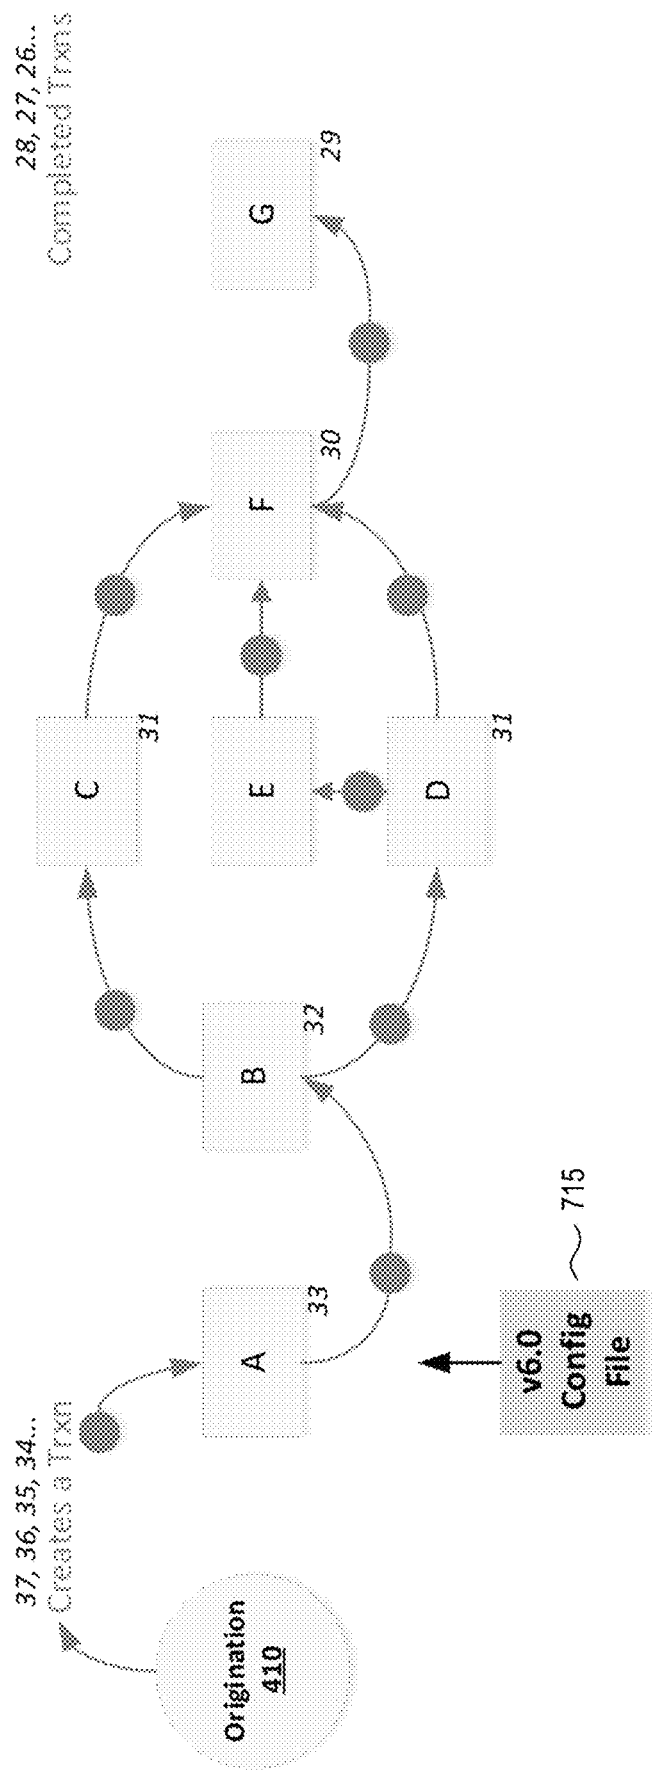 37, 36, 35, 34...
Creates a Trxn
28, 27, 26...
Completed Trxns
Origination
410
A
33
B
32
C
31
E
D
31
F
30
G
29
v6.0
Config
File
715